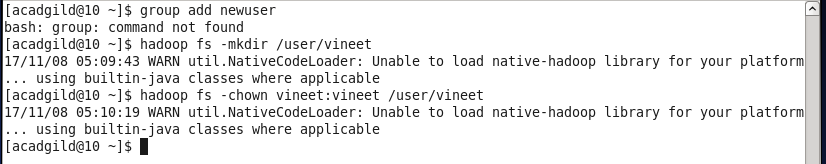 [acadgild@10 ~]$ group add newuser
bash: group: command not found
[acadgild@10 ~]$ hadoop fs -mkdir /user/vineet
17/11/08 05:09:43 WARN util.NativeCodeLoader: Unable to load native-hadoop library for your platform
... using builtin-java classes where applicable
[acadgild@10 ~]$ hadoop fs -chown vineet:vineet /user/vineet
17/11/08 05:10:19 WARN util.NativeCodeLoader: Unable to load native-hadoop library for your platform
... using builtin-java classes where applicable
[acadgild@10 ~]$